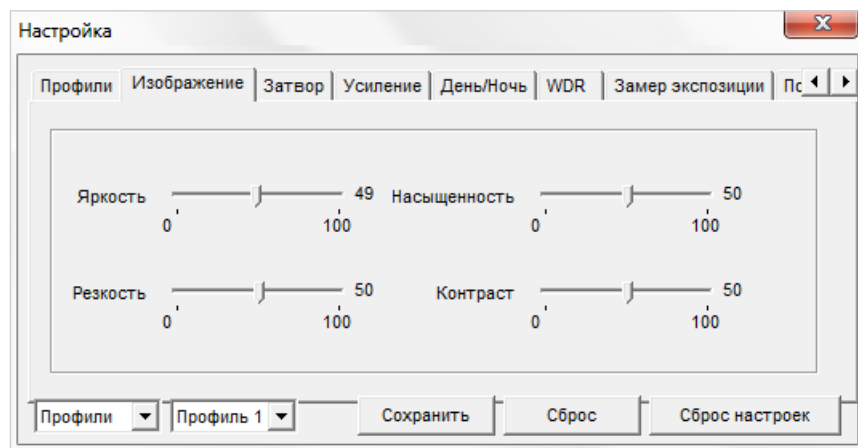 Настройка
Профили Изображение Затвор Усиление День/Ночь WDR Замер экспозиции
Яркость 49 Насыщенность 50
0 100 0 100
Резкость 50 Контраст 50
0 100 0 100
Профили Профиль 1 Сохранить Сброс Сброс настроек